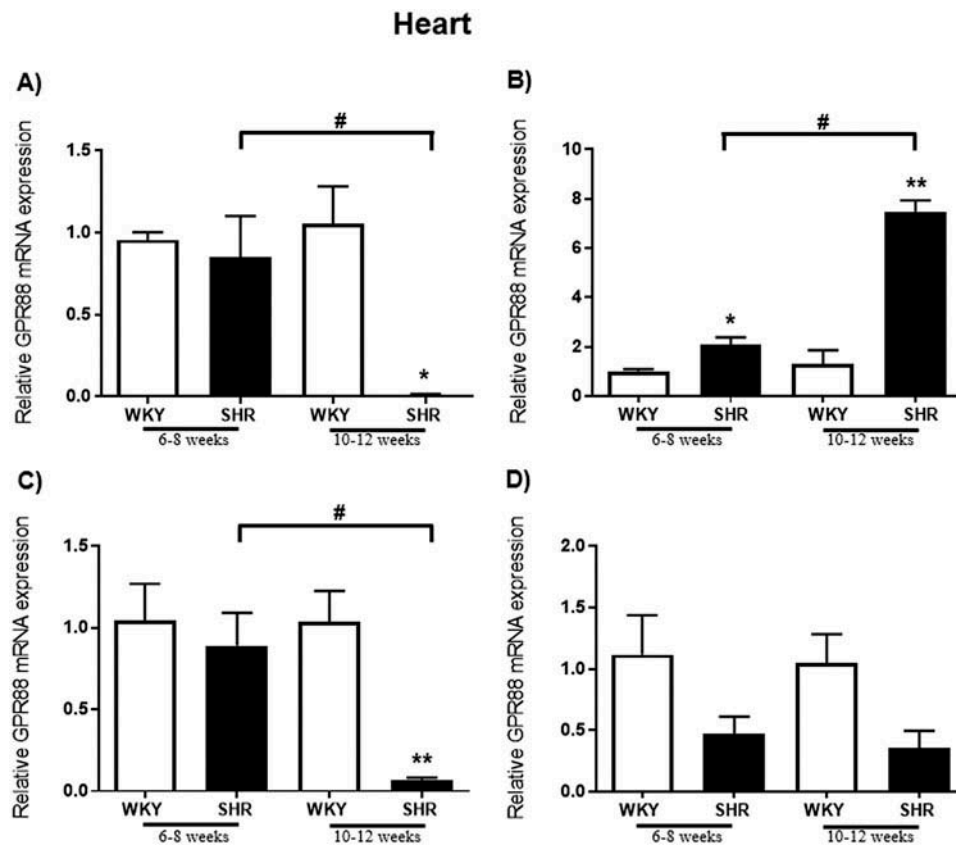 Heart
A)
Relative GPR88 mRNA expression
#
1.5
1.0
0.5
0.0
*
WKY SHR WKY SHR
6-8 weeks 10-12 weeks
B)
Relative GPR88 mRNA expression
#
10
8
6
4
2
0
**
*
WKY SHR WKY SHR
6-8 weeks 10-12 weeks
C)
Relative GPR88 mRNA expression
#
1.5
1.0
0.5
0.0
**
WKY SHR WKY SHR
6-8 weeks 10-12 weeks
D)
Relative GPR88 mRNA expression
2.0
1.5
1.0
0.5
0.0
WKY SHR WKY SHR
6-8 weeks 10-12 weeks